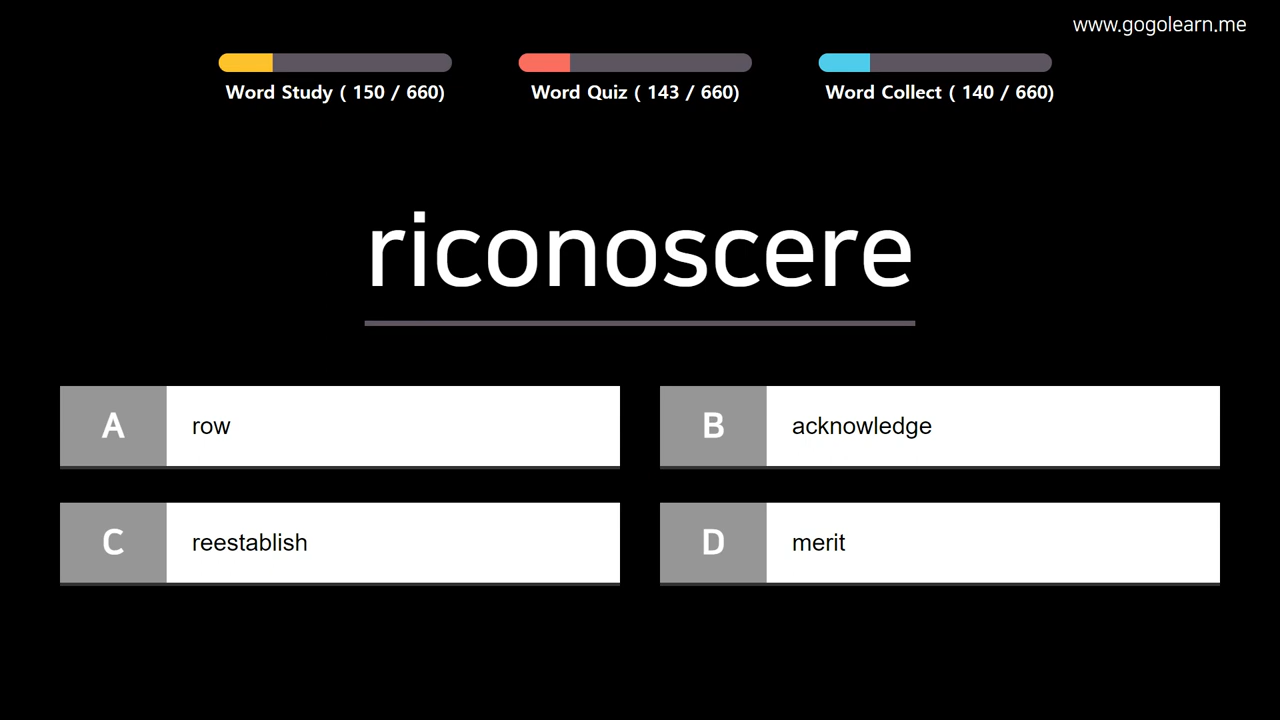 www.gogolearn.me
Word Study ( 150 / 660)
Word Quiz ( 143 / 660)
Word Collect ( 140 / 660)
riconoscere
A row
B acknowledge
C reestablish
D merit